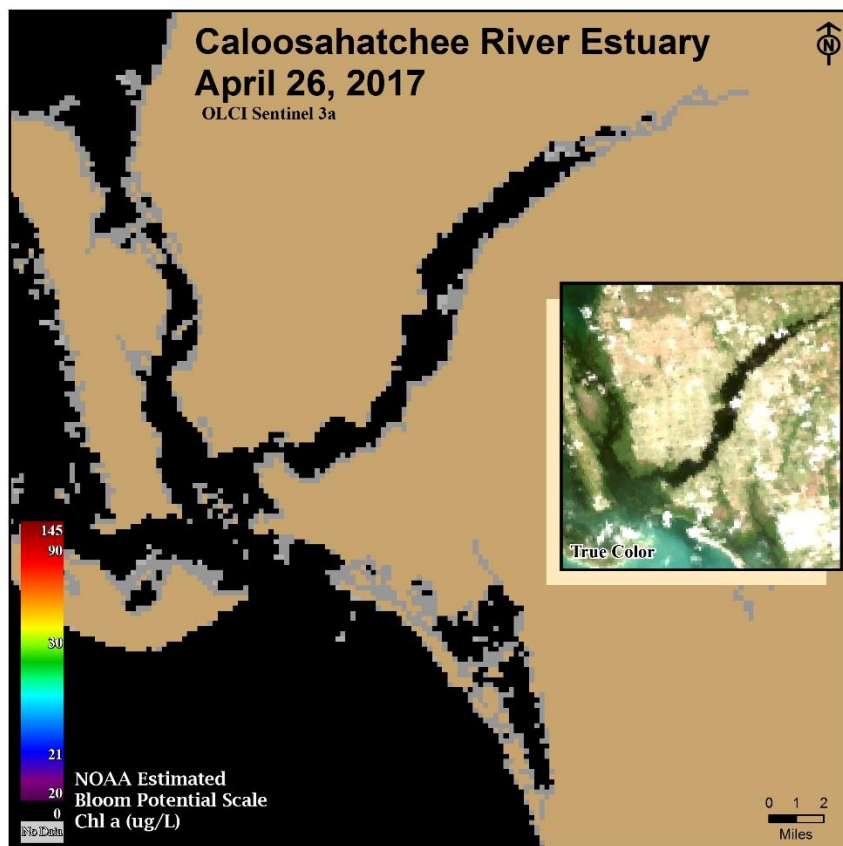 Caloosahatchee River Estuary
April 26, 2017
OLCI Sentinel 3a
N
True Color
145
90
30
21
20
0
No Data
NOAA Estimated
Bloom Potential Scale
Chl a (ug/L)
0 1 2
Miles